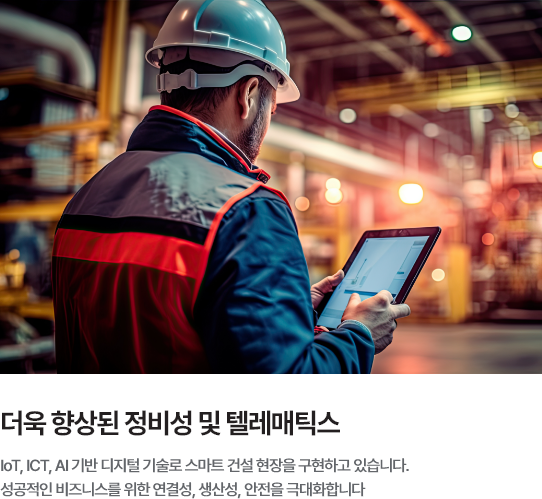 더욱 향상된 정비성 및 텔레매틱스
IoT, ICT, AI 기반 디지털 기술로 스마트 건설 현장을 구현하고 있습니다.
성공적인 비즈니스를 위한 연결성, 생산성, 안전을 극대화합니다